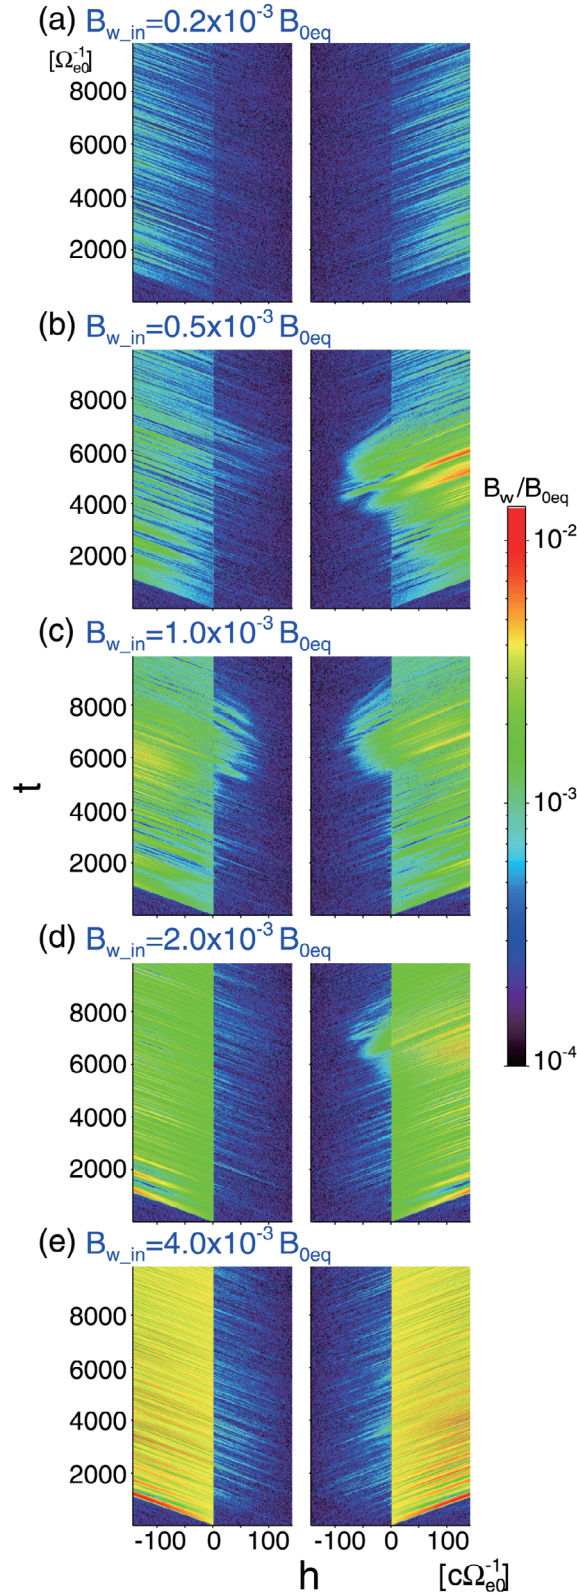 (a) B_w_in=0.2x10⁻³ B_0eq
[Ω_e0⁻¹]
8000
6000
4000
2000
(b) B_w_in=0.5x10⁻³ B_0eq
8000
6000
4000
2000
B_w/B_0eq
10⁻²
10⁻³
10⁻⁴
(c) B_w_in=1.0x10⁻³ B_0eq
8000
6000
4000
2000
t
(d) B_w_in=2.0x10⁻³ B_0eq
8000
6000
4000
2000
(e) B_w_in=4.0x10⁻³ B_0eq
8000
6000
4000
2000
-100 0 100 -100 0 100
h [cΩ_e0⁻¹]